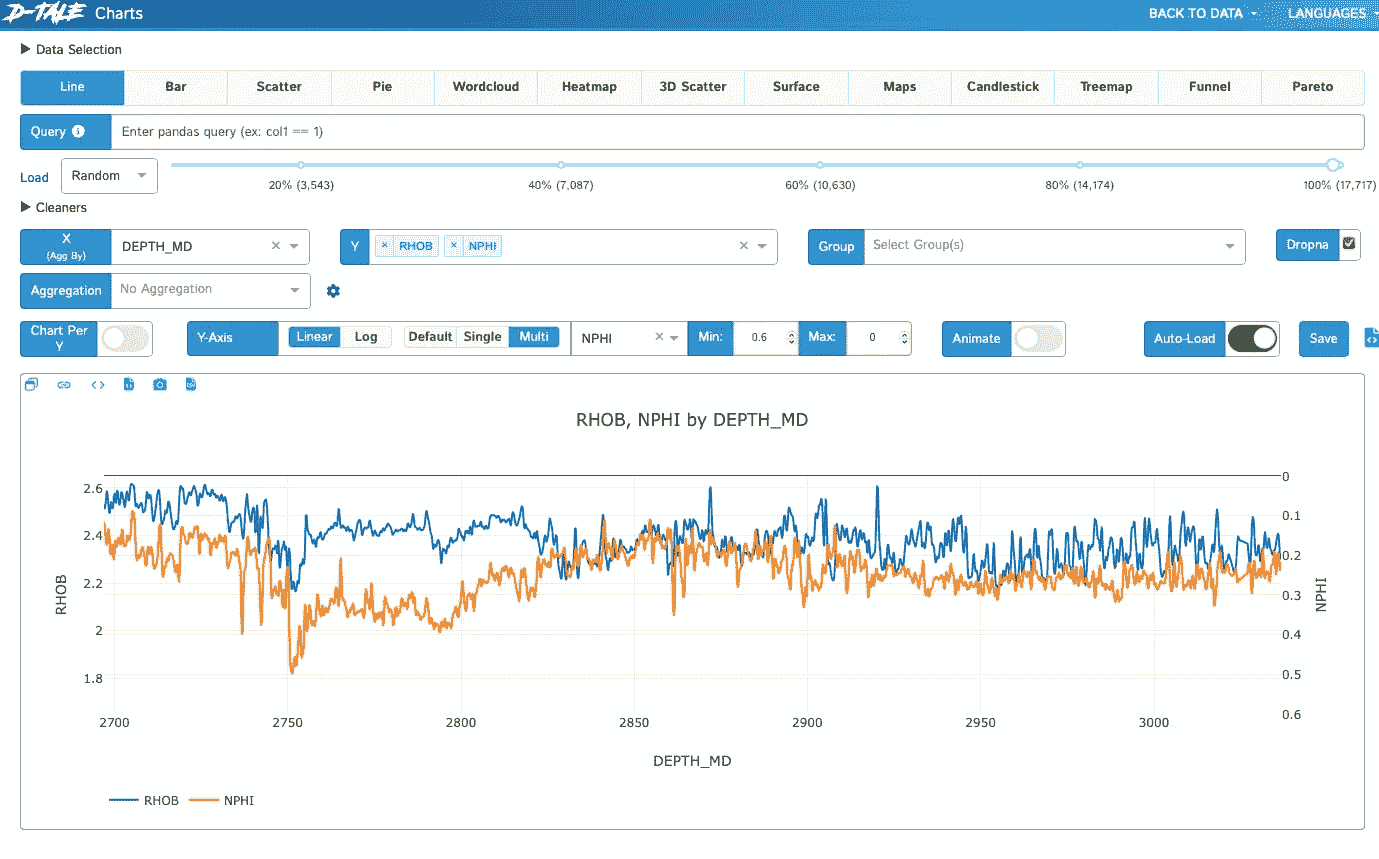 D-TALE Charts BACK TO DATA LANGUAGES
Data Selection
Line Bar Scatter Pie Wordcloud Heatmap 3D Scatter Surface Maps Candlestick Treemap Funnel Pareto
Query Enter pandas query (ex: col1 == 1)
Load Random
20% (3,543) 40% (7,087) 60% (10,630) 80% (14,174) 100% (17,717)
Cleaners
X
(Agg By) DEPTH_MD Y × RHOB × NPHI Group Select Group(s) Dropna
Aggregation No Aggregation
Chart Per
Y Y-Axis Linear Log Default Single Multi NPHI Min: 0.6 Max: 0 Animate Auto-Load Save
RHOB, NPHI by DEPTH_MD
2.6
2.4
2.2
2
1.8
RHOB
0
0.1
0.2
0.3
0.4
0.5
0.6
NPHI
2700 2750 2800 2850 2900 2950 3000
DEPTH_MD
RHOB NPHI